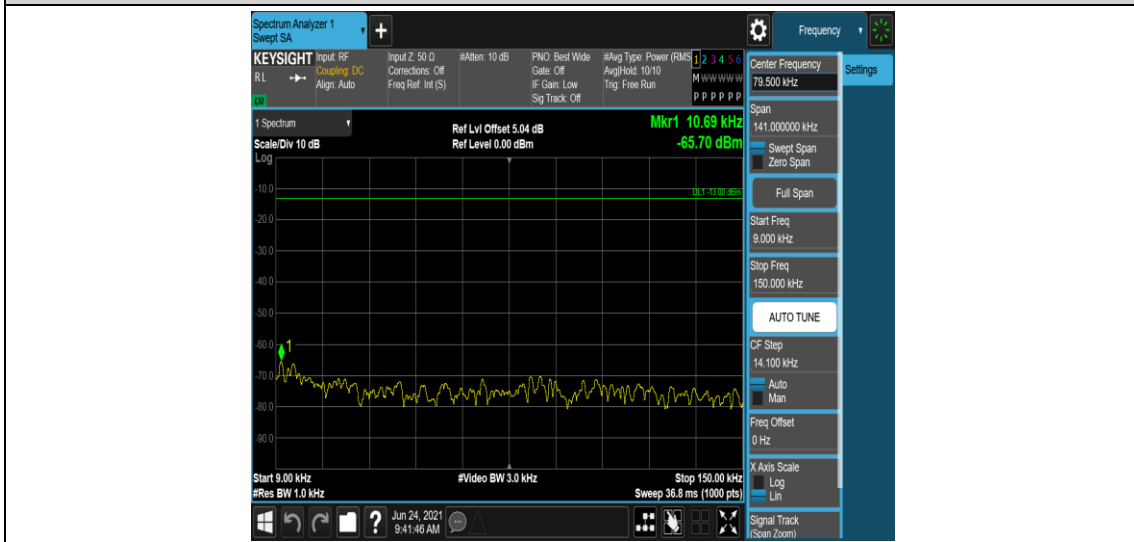 Spectrum Analyzer 1
Swept SA
+
Frequency
KEYSIGHT
RL
LXI
Input: RF
Coupling: DC
Align: Auto
Input Z: 50 Ω
Corrections: Off
Freq Ref: Int (S)
#Atten: 10 dB
PNO: Best Wide
Gate: Off
IF Gain: Low
Sig Track: Off
#Avg Type: Power (RMS
Avg|Hold: 10/10
Trig: Free Run
1 2 3 4 5 6
M W W W W W
P P P P P P
Center Frequency
79.500 kHz
Settings
Span
141.000000 kHz
Swept Span
Zero Span
Full Span
Start Freq
9.000 kHz
Stop Freq
150.000 kHz
AUTO TUNE
CF Step
14.100 kHz
Auto
Man
Freq Offset
0 Hz
X Axis Scale
Log
Lin
Signal Track
(Span Zoom)
1 Spectrum
Scale/Div 10 dB
Ref Lvl Offset 5.04 dB
Ref Level 0.00 dBm
Mkr1 10.69 kHz
-65.70 dBm
Log
DL1 -13.00 dBm
-10.0
-20.0
-30.0
-40.0
-50.0
-60.0
1
-70.0
-80.0
-90.0
Start 9.00 kHz
#Res BW 1.0 kHz
#Video BW 3.0 kHz
Stop 150.00 kHz
Sweep 36.8 ms (1000 pts)
?
Jun 24, 2021
9:41:46 AM